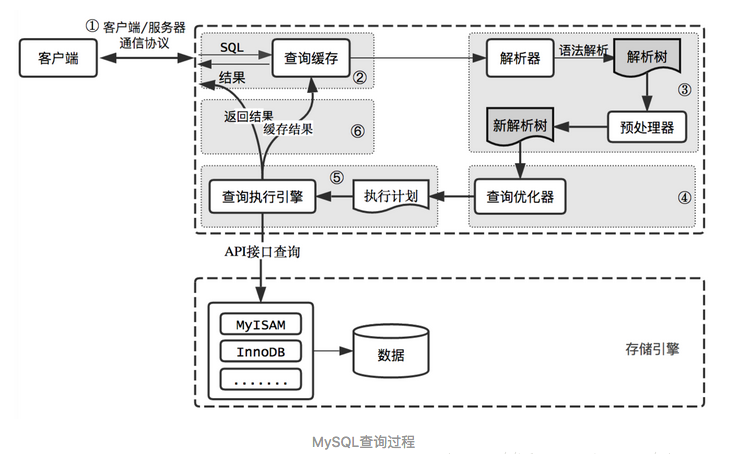 ① 客户端/服务器
通信协议
客户端
SQL
查询缓存
结果
②
解析器
语法解析
解析树
③
返回结果
缓存结果
⑥
新解析树
预处理器
⑤
查询执行引擎
执行计划
查询优化器
④
API接口查询
MyISAM
InnoDB
.......
数据
存储引擎
MySQL查询过程